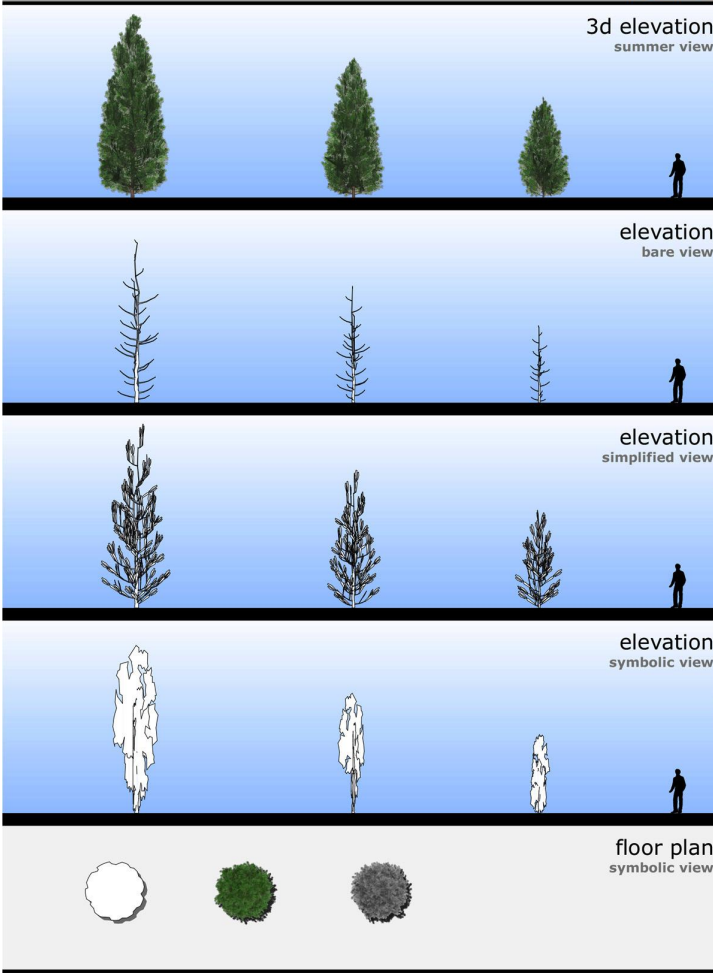 3d elevation
summer view
elevation
bare view
elevation
simplified view
elevation
symbolic view
floor plan
symbolic view